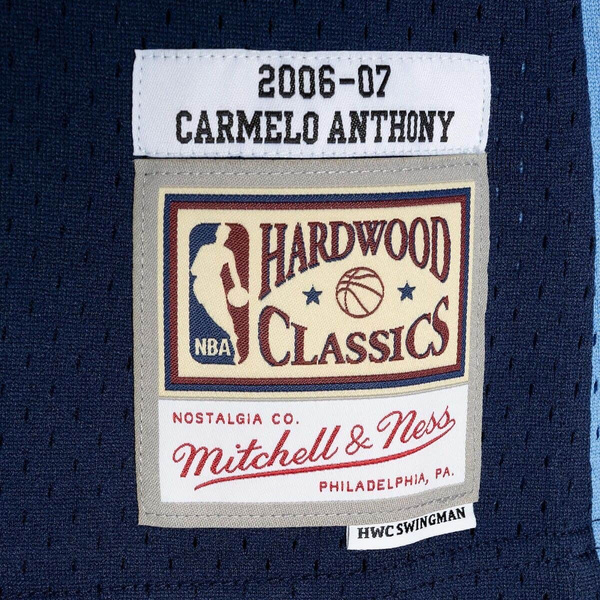 2006-07
CARMELO ANTHONY
HARDWOOD
NBA
CLASSICS
NOSTALGIA CO.
Mitchell & Ness
PHILADELPHIA, PA.
HWC SWINGMAN